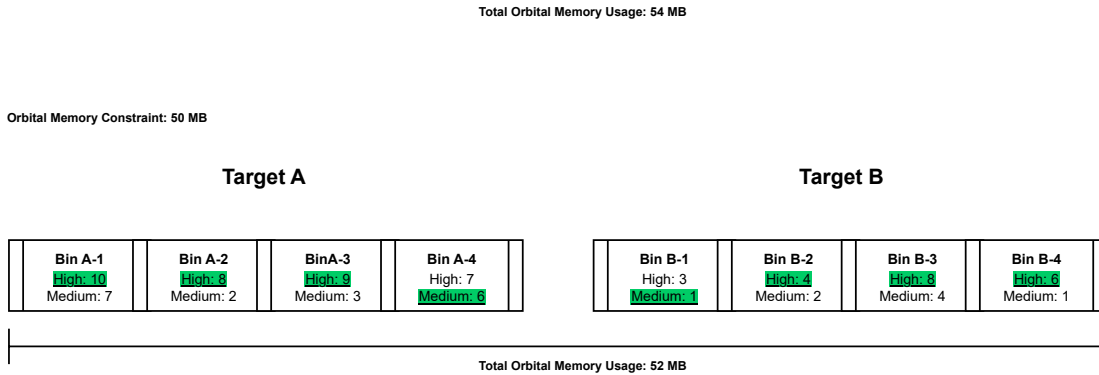 Total Orbital Memory Usage: 54 MB
Orbital Memory Constraint: 50 MB
Target A
Target B
Bin A-1
High: 10
Medium: 7
Bin A-2
High: 8
Medium: 2
BinA-3
High: 9
Medium: 3
Bin A-4
High: 7
Medium: 6
Bin B-1
High: 3
Medium: 1
Bin B-2
High: 4
Medium: 2
Bin B-3
High: 8
Medium: 4
Bin B-4
High: 6
Medium: 1
Total Orbital Memory Usage: 52 MB